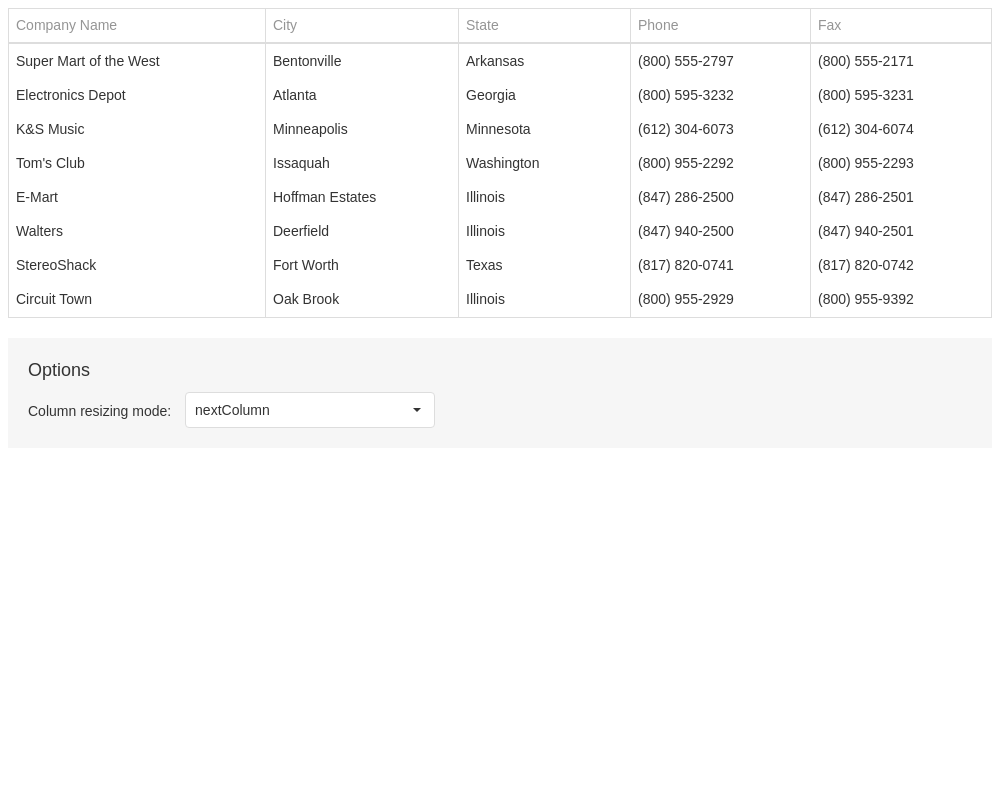 Company Name City State Phone Fax
Super Mart of the West Bentonville Arkansas (800) 555-2797 (800) 555-2171
Electronics Depot Atlanta Georgia (800) 595-3232 (800) 595-3231
K&S Music Minneapolis Minnesota (612) 304-6073 (612) 304-6074
Tom's Club Issaquah Washington (800) 955-2292 (800) 955-2293
E-Mart Hoffman Estates Illinois (847) 286-2500 (847) 286-2501
Walters Deerfield Illinois (847) 940-2500 (847) 940-2501
StereoShack Fort Worth Texas (817) 820-0741 (817) 820-0742
Circuit Town Oak Brook Illinois (800) 955-2929 (800) 955-9392
Options
Column resizing mode: nextColumn